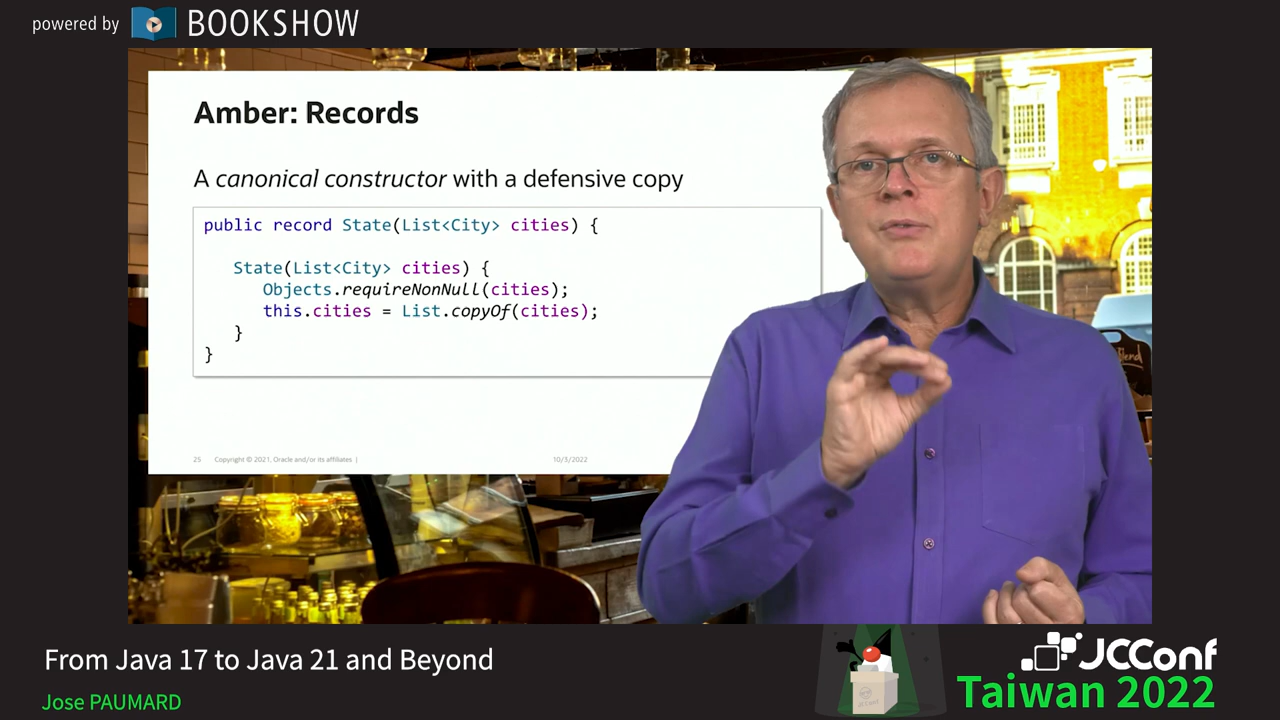 powered by BOOKSHOW
Amber: Records
A canonical constructor with a defensive copy
public record State(List<City> cities) {
State(List<City> cities) {
Objects.requireNonNull(cities);
this.cities = List.copyOf(cities);
}
}
25 Copyright © 2021, Oracle and/or its affiliates |
10/3/2022
From Java 17 to Java 21 and Beyond
Jose PAUMARD
JCConf
Taiwan 2022